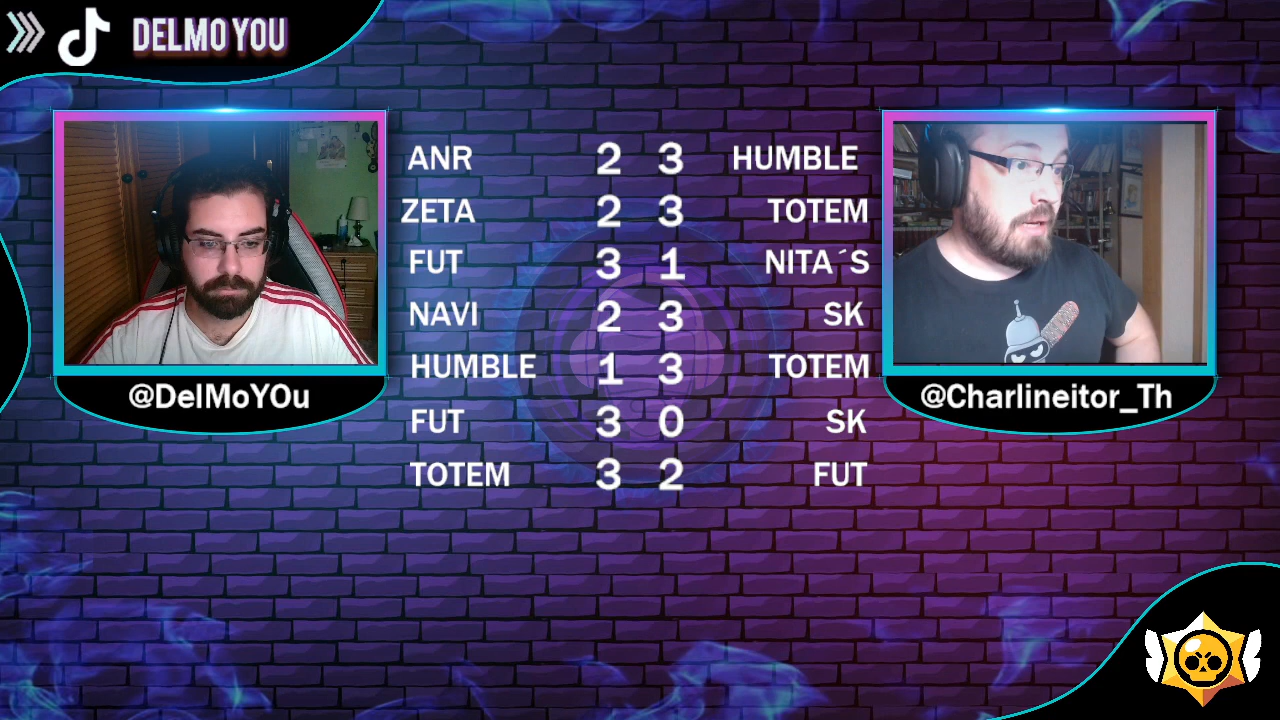 DELMO YOU
ANR 2 3 HUMBLE
ZETA 2 3 TOTEM
FUT 3 1 NITA´S
NAVI 2 3 SK
HUMBLE 1 3 TOTEM
FUT 3 0 SK
TOTEM 3 2 FUT
@DelMoYOu
@Charlineitor_Th